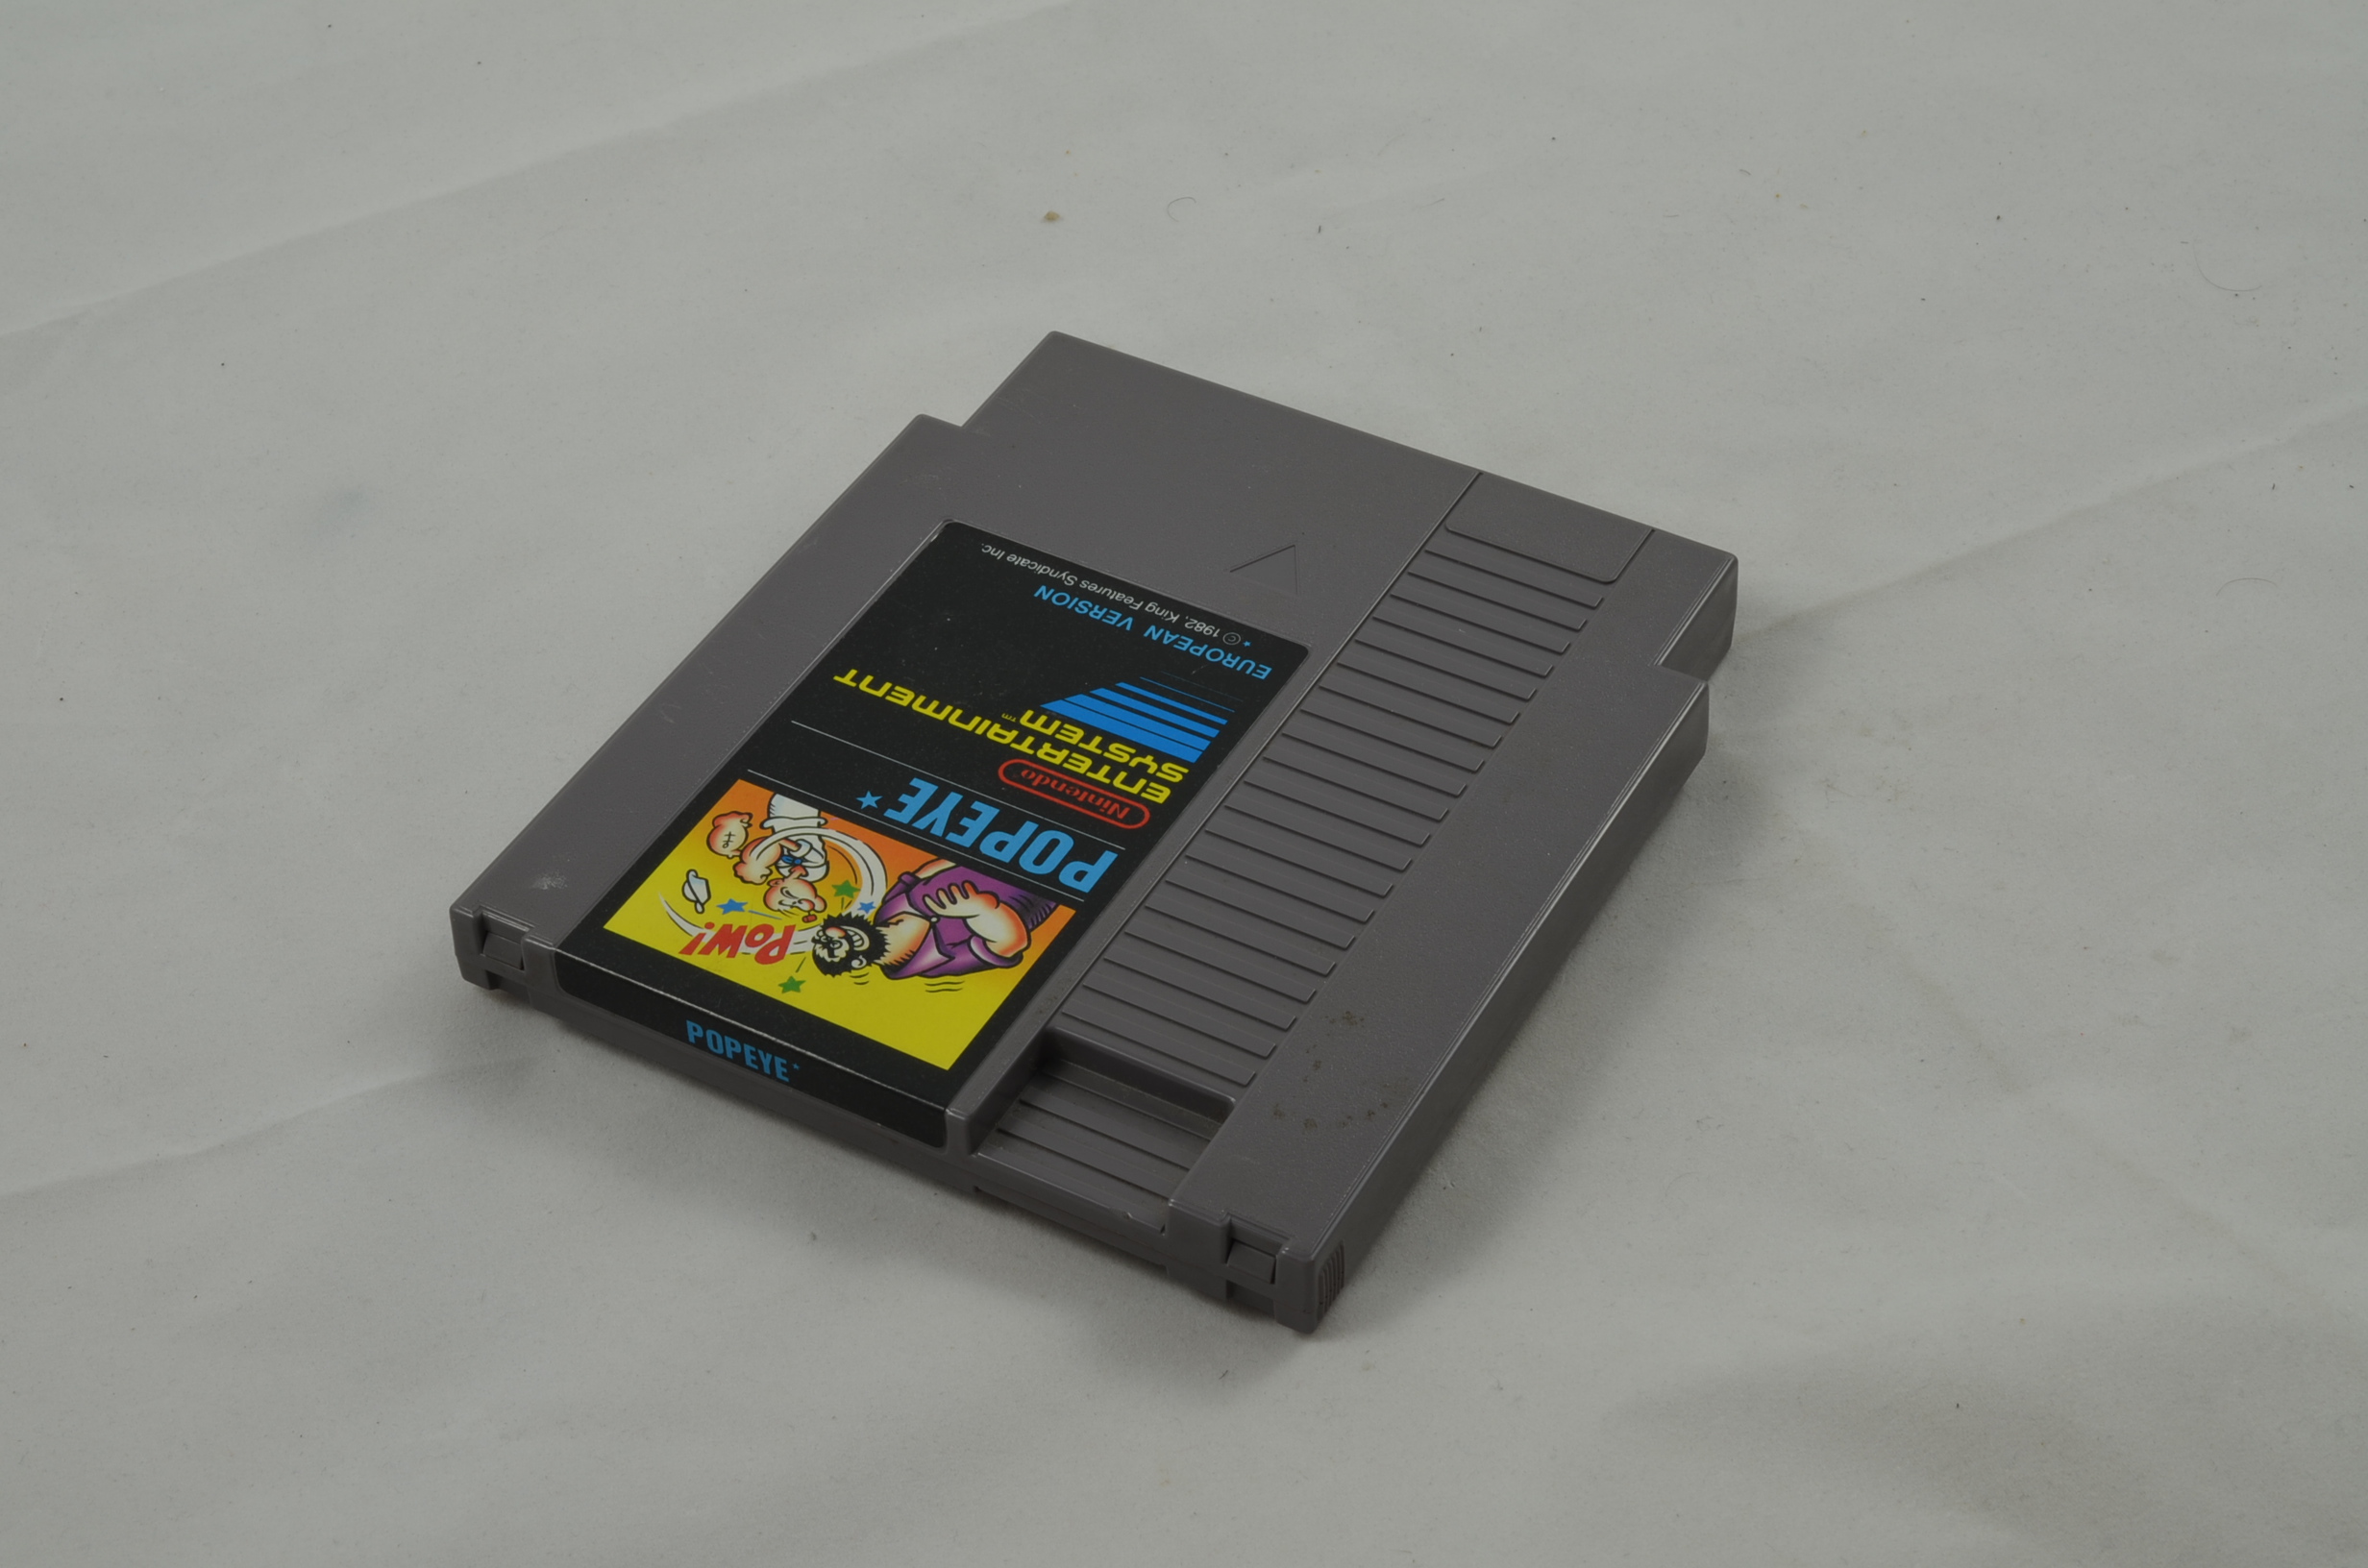 POW!
POPEYE*
Nintendo®
ENTERTAINMENT
SYSTEM™
EUROPEAN VERSION
*
© 1982. King Features Syndicate Inc.
POPEYE*